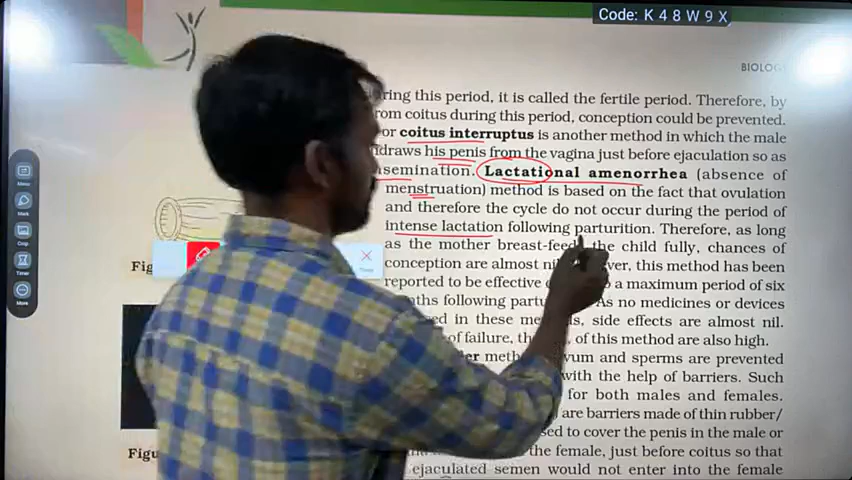 Code: K 4 8 W 9 X
BIOLOG
uring this period, it is called the fertile period. Therefore, by
rom coitus during this period, conception could be prevented.
or coitus interruptus is another method in which the male
draws his penis from the vagina just before ejaculation so as
semination. Lactational amenorrhea (absence of
menstruation) method is based on the fact that ovulation
and therefore the cycle do not occur during the period of
intense lactation following parturition. Therefore, as long
as the mother breast-feeds the child fully, chances of
conception are almost nil. ver, this method has been
reported to be effective a maximum period of six
nths following partu As no medicines or devices
ed in these me s, side effects are almost nil.
of failure, th of this method are also high.
er meth vum and sperms are prevented
with the help of barriers. Such
for both males and females.
are barriers made of thin rubber/
sed to cover the penis in the male or
the female, just before coitus so that
ejaculated semen would not enter into the female
Fig
Figu
Menu
Mark
Crop
Timer
More